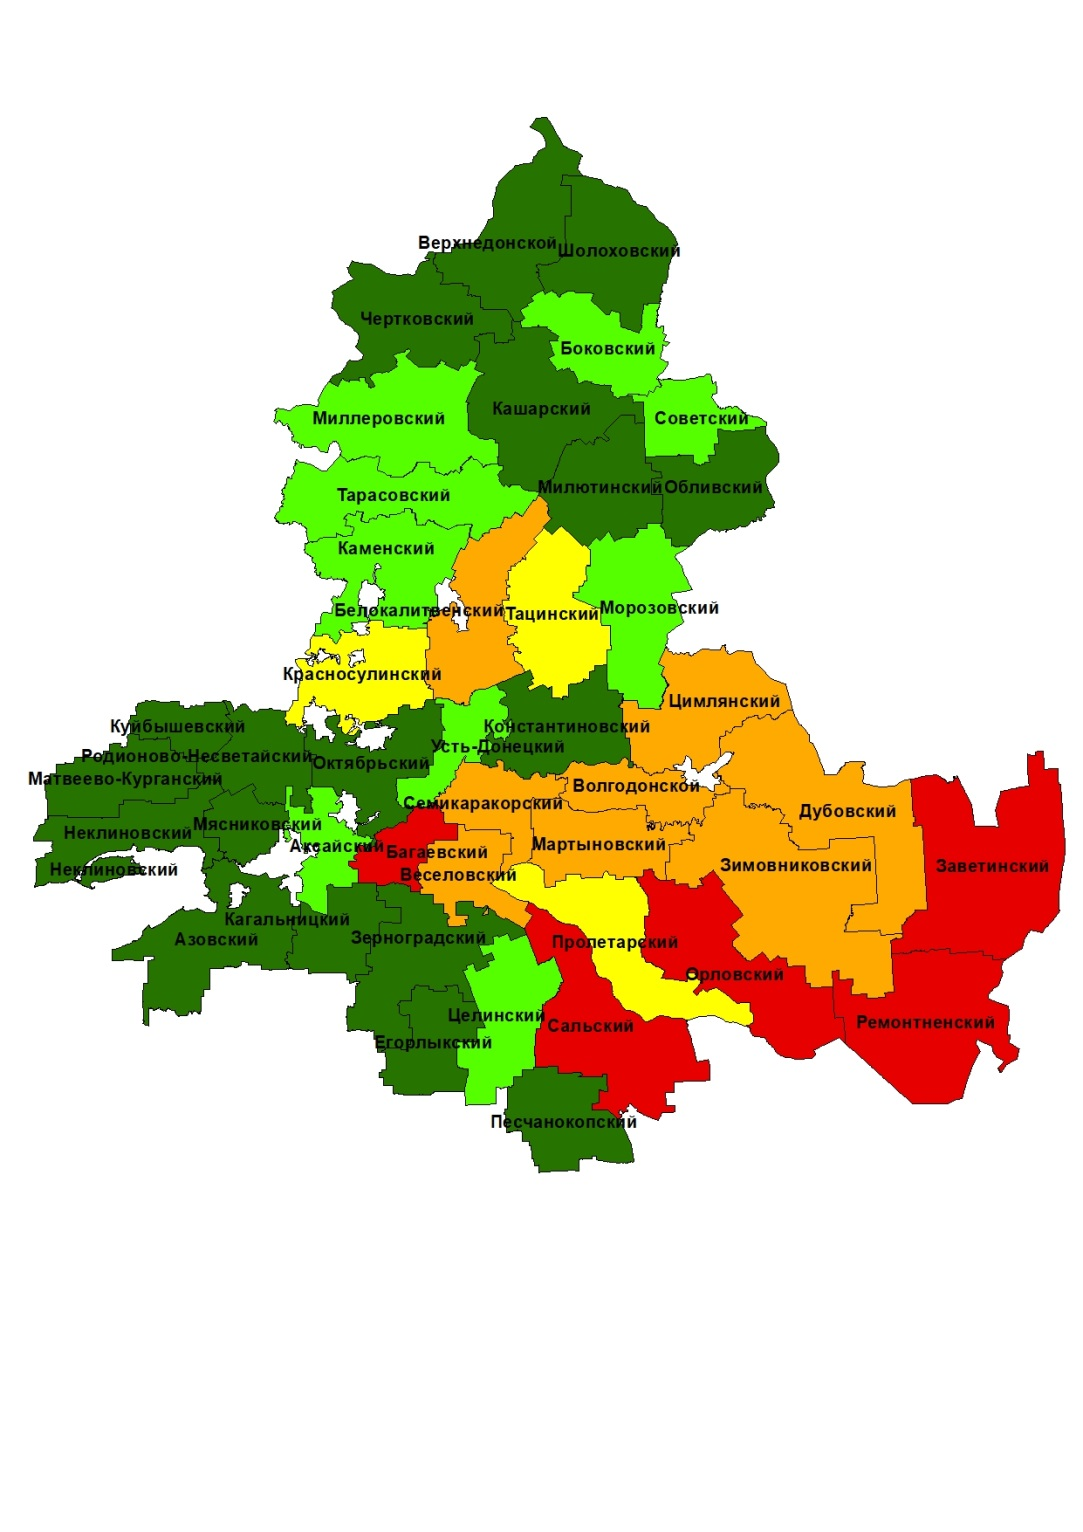 Верхнедонской
Шолоховский
Чертковский
Боковский
Кашарский
Миллеровский
Советский
Милютинский
Обливский
Тарасовский
Каменский
Белокалитвенский
Тацинский
Морозовский
Красносулинский
Цимлянский
Куйбышевский
Константиновский
Усть-Донецкий
Родионово-Несветайский
Октябрьский
Матвеево-Курганский
Волгодонской
Семикаракорский
Дубовский
Мясниковский
Неклиновский
Аксайский
Мартыновский
Багаевский
Зимовниковский
Заветинский
Неклиновский
Веселовский
Кагальницкий
Азовский
Зерноградский
Пролетарский
Орловский
Целинский
Сальский
Ремонтненский
Егорлыкский
Песчанокопский